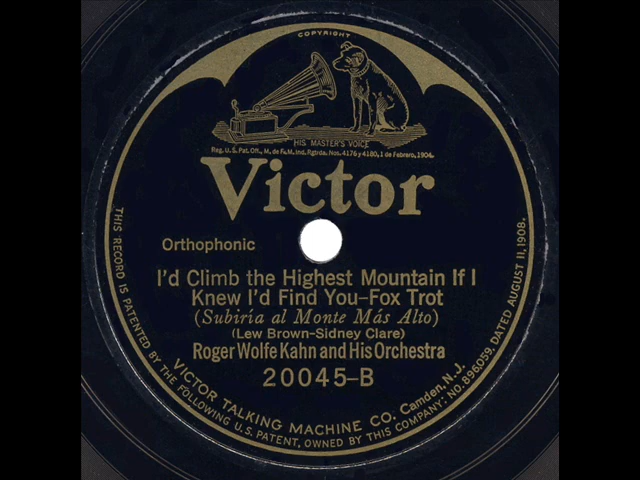 COPYRIGHT
HIS MASTER'S VOICE
Reg. U.S. Pat. Off., M. de F. M. Ind. Rgtrda. Nos. 4176 y 4180, 1 de Febrero, 1904.
Victor
Orthophonic
I'd Climb the Highest Mountain If I
Knew I'd Find You-Fox Trot
(Subiría al Monte Más Alto)
(Lew Brown-Sidney Clare)
Roger Wolfe Kahn and His Orchestra
20045-B
VICTOR TALKING MACHINE CO. Camden, N.J.
THIS RECORD IS PATENTED BY THE FOLLOWING U.S. PATENT, OWNED BY THIS COMPANY: NO. 896,059, DATED AUGUST 11, 1908.